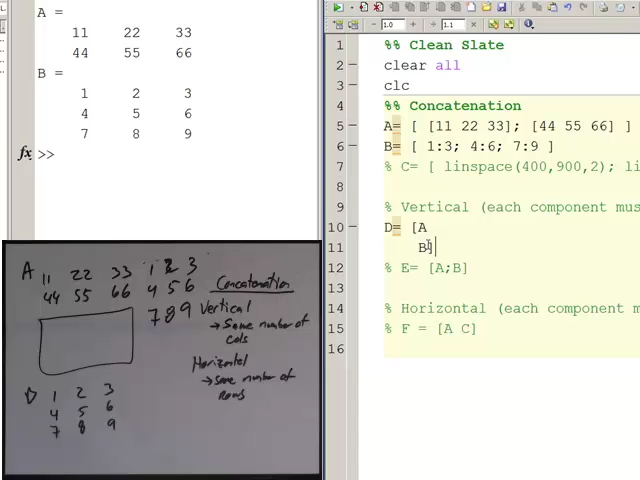 A =
11 22 33
44 55 66
B =
1 2 3
4 5 6
7 8 9
fx >>
1.0
1.1
1 %% Clean Slate
2 clear all
3 clc
4 %% Concatenation
5 A= [ [11 22 33]; [44 55 66] ]
6 B= [ 1:3; 4:6; 7:9 ]
7 % C= [ linspace(400,900,2); li
8
9 % Vertical (each component mus
10 D= [A
11 B]
12 % E= [A;B]
13
14 % Horizontal (each component m
15 % F = [A C]
16
A 11 22 33 1 2 3
44 55 66 4 5 6
7 8 9
Concatenation
Vertical
→ Same number of
cols
Horizontal
→ same number of
rows
D 1 2 3
4 5 6
7 8 9